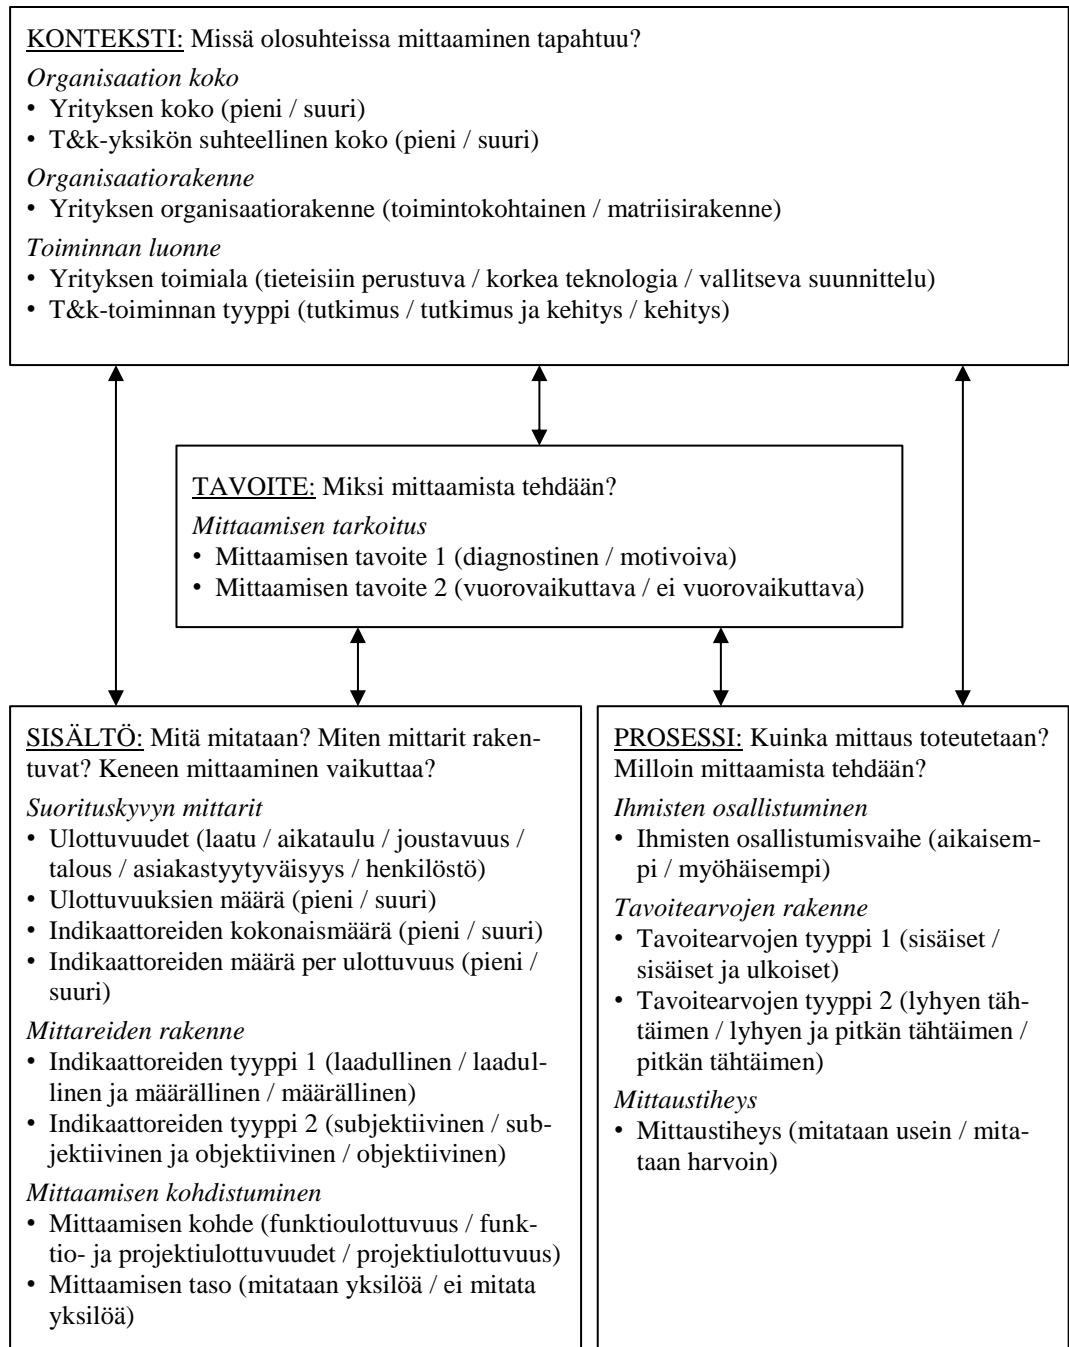 KONTEKSTI: Missä olosuhteissa mittaaminen tapahtuu?
Organisaation koko
• Yrityksen koko (pieni / suuri)
• T&k-yksikön suhteellinen koko (pieni / suuri)
Organisaatiorakenne
• Yrityksen organisaatiorakenne (toimintokohtainen / matriisirakenne)
Toiminnan luonne
• Yrityksen toimiala (tieteisiin perustuva / korkea teknologia / vallitseva suunnittelu)
• T&k-toiminnan tyyppi (tutkimus / tutkimus ja kehitys / kehitys)
TAVOITE: Miksi mittaamista tehdään?
Mittaamisen tarkoitus
• Mittaamisen tavoite 1 (diagnostinen / motivoiva)
• Mittaamisen tavoite 2 (vuorovaikuttava / ei vuorovaikuttava)
SISÄLTÖ: Mitä mitataan? Miten mittarit raken-
tuvat? Keneen mittaaminen vaikuttaa?
Suorituskyvyn mittarit
• Ulottuvuudet (laatu / aikataulu / joustavuus /
talous / asiakastyytyväisyys / henkilöstö)
• Ulottuvuuksien määrä (pieni / suuri)
• Indikaattoreiden kokonaismäärä (pieni / suuri)
• Indikaattoreiden määrä per ulottuvuus (pieni /
suuri)
Mittareiden rakenne
• Indikaattoreiden tyyppi 1 (laadullinen / laadul-
linen ja määrällinen / määrällinen)
• Indikaattoreiden tyyppi 2 (subjektiivinen / sub-
jektiivinen ja objektiivinen / objektiivinen)
Mittaamisen kohdistuminen
• Mittaamisen kohde (funktioulottuvuus / funk-
tio- ja projektiulottuvuudet / projektiulottuvuus)
• Mittaamisen taso (mitataan yksilöä / ei mitata
yksilöä)
PROSESSI: Kuinka mittaus toteutetaan?
Milloin mittaamista tehdään?
Ihmisten osallistuminen
• Ihmisten osallistumisvaihe (aikaisem-
pi / myöhäisempi)
Tavoitearvojen rakenne
• Tavoitearvojen tyyppi 1 (sisäiset /
sisäiset ja ulkoiset)
• Tavoitearvojen tyyppi 2 (lyhyen täh-
täimen / lyhyen ja pitkän tähtäimen /
pitkän tähtäimen)
Mittaustiheys
• Mittaustiheys (mitataan usein / mita-
taan harvoin)